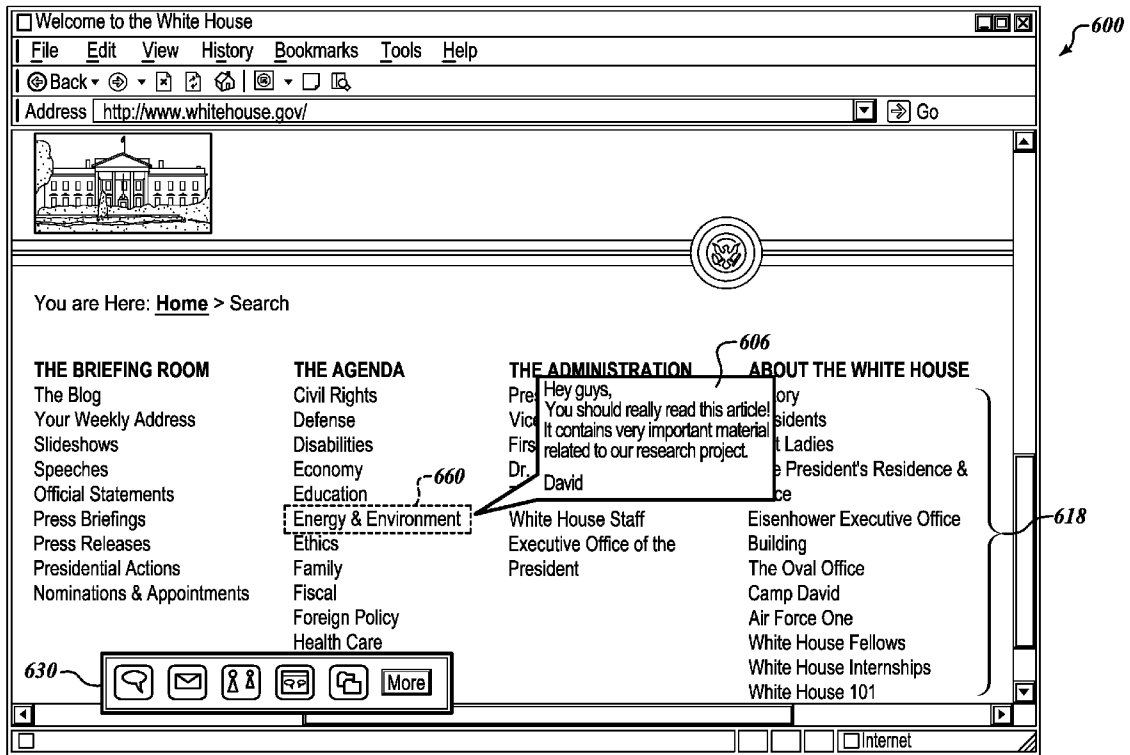 Welcome to the White House
600
File Edit View History Bookmarks Tools Help
Back
Address http://www.whitehouse.gov/ Go
You are Here: Home > Search
THE BRIEFING ROOM
The Blog
Your Weekly Address
Slideshows
Speeches
Official Statements
Press Briefings
Press Releases
Presidential Actions
Nominations & Appointments
THE AGENDA
Civil Rights
Defense
Disabilities
Economy
Education
660
Energy & Environment
Ethics
Family
Fiscal
Foreign Policy
Health Care
THE ADMINISTRATION
606
Hey guys,
You should really read this article!
It contains very important material
related to our research project.
David
Dr.
White House Staff
Executive Office of the
President
ABOUT THE WHITE HOUSE
President's Residence &
Eisenhower Executive Office
Building
The Oval Office
Camp David
Air Force One
White House Fellows
White House Internships
White House 101
Ladies
618
630
More
Internet